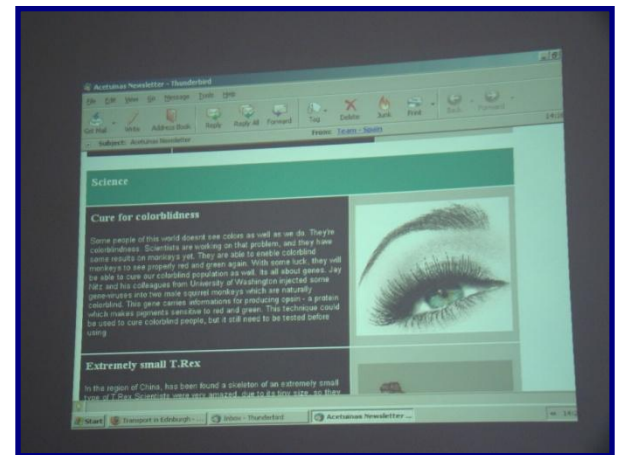 Acetuinas Newsletter - Thunderbird
File Edit View Go Message Tools Help
Get Mail Write Address Book Reply Reply All Forward Tag Delete Junk Print Back Forward
Subject: Acetuinas Newsletter From: Team - Spain
Science
Cure for colorblidness
Some people of this world doesnt see colors as well as we do. They're
colorblindness. Scientists are working on that problem, and they have
some results on monkeys yet. They are able to enable colorblind
monkeys to see properly red and green again. With some luck, they will
be able to cure our colorblind population as well. Its all about genes. Jay
Nitz and his colleagues from University of Washington injected some
gene-viruses into two male squirrel monkeys which are naturally
colorblind. This gene carries informations for producing opsin - a protein
which makes pigments sensitive to red and green. This technique could
be used to cure colorblind people, but it still need to be tested before
using.
Extremely small T.Rex
In the region of China, has been found a skeleton of an extremely small
type of T.Rex Scientists were very amazed, due to its tiny size, so they
Start Transport in Edinburgh - ... Inbox - Thunderbird Acetuinas Newsletter ...